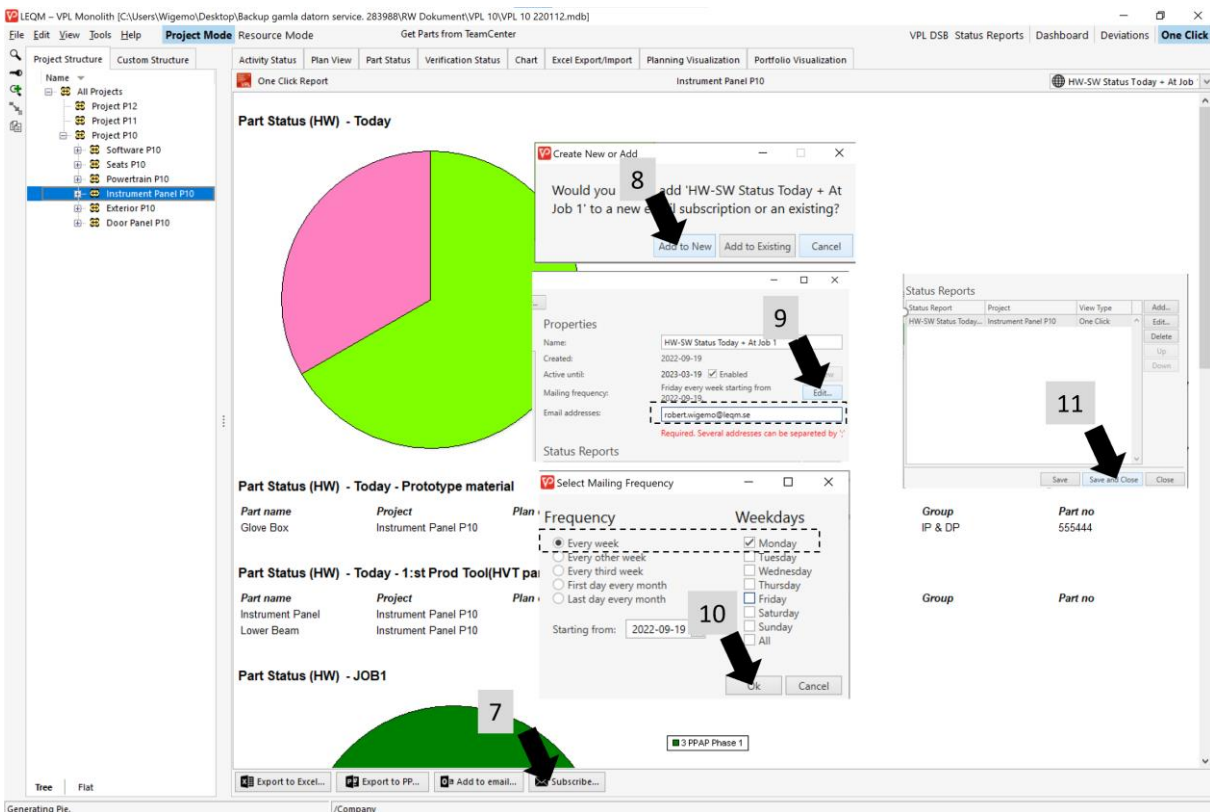 LEQM – VPL Monolith [C:\Users\Wigemo\Desktop\Backup gamla datorn service. 283988\RW Dokument\VPL 10\VPL 10 220112.mdb]
File Edit View Tools Help Project Mode Resource Mode Get Parts from TeamCenter VPL DSB Status Reports Dashboard Deviations One Click
Project Structure Custom Structure
Activity Status Plan View Part Status Verification Status Chart Excel Export/Import Planning Visualization Portfolio Visualization
One Click Report Instrument Panel P10 HW-SW Status Today + At Job
Name
All Projects
Project P12
Project P11
Project P10
Software P10
Seats P10
Powertrain P10
Instrument Panel P10
Exterior P10
Door Panel P10
Part Status (HW) - Today
Create New or Add
8
Would you add 'HW-SW Status Today + At
Job 1' to a new email subscription or an existing?
Add to New Add to Existing Cancel
9
Properties
Name: HW-SW Status Today + At Job 1
Created: 2022-09-19
Active until: 2023-03-19 Enabled
Mailing frequency: Friday every week starting from
2022-09-19 Edit...
Email addresses: robert.wigemo@leqm.se
Required. Several addresses can be separeted by ';'
Status Reports
Status Reports
Status Report Project View Type Add...
HW-SW Status Today... Instrument Panel P10 One Click Edit...
Delete
Up
Down
11
Save Save and Close Close
Select Mailing Frequency
Frequency Weekdays
Every week Monday
Every other week Tuesday
Every third week Wednesday
First day every month Thursday
Last day every month Friday
Saturday
Starting from: 2022-09-19 Sunday
All
10
Ok Cancel
Part Status (HW) - Today - Prototype material
Part name Project Plan Group Part no
Glove Box Instrument Panel P10 IP & DP 555444
Part Status (HW) - Today - 1:st Prod Tool(HVT pa
Part name Project Plan Group Part no
Instrument Panel Instrument Panel P10
Lower Beam Instrument Panel P10
Part Status (HW) - JOB1
7
3 PPAP Phase 1
Export to Excel... Export to PP... Add to email... Subscribe...
Tree Flat
Generating Pie. /Company